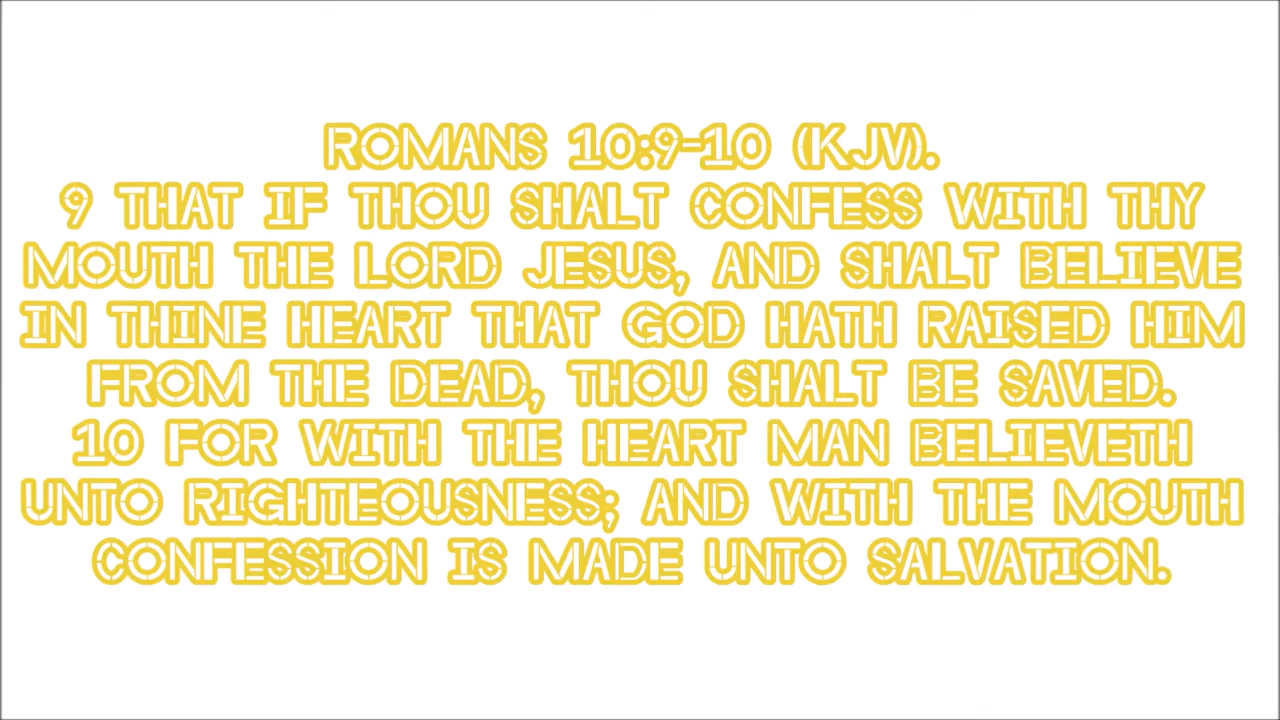 ROMANS 10:9-10 (KJV).
9 THAT IF THOU SHALT CONFESS WITH THY
MOUTH THE LORD JESUS, AND SHALT BELIEVE
IN THINE HEART THAT GOD HATH RAISED HIM
FROM THE DEAD, THOU SHALT BE SAVED.
10 FOR WITH THE HEART MAN BELIEVETH
UNTO RIGHTEOUSNESS; AND WITH THE MOUTH
CONFESSION IS MADE UNTO SALVATION.